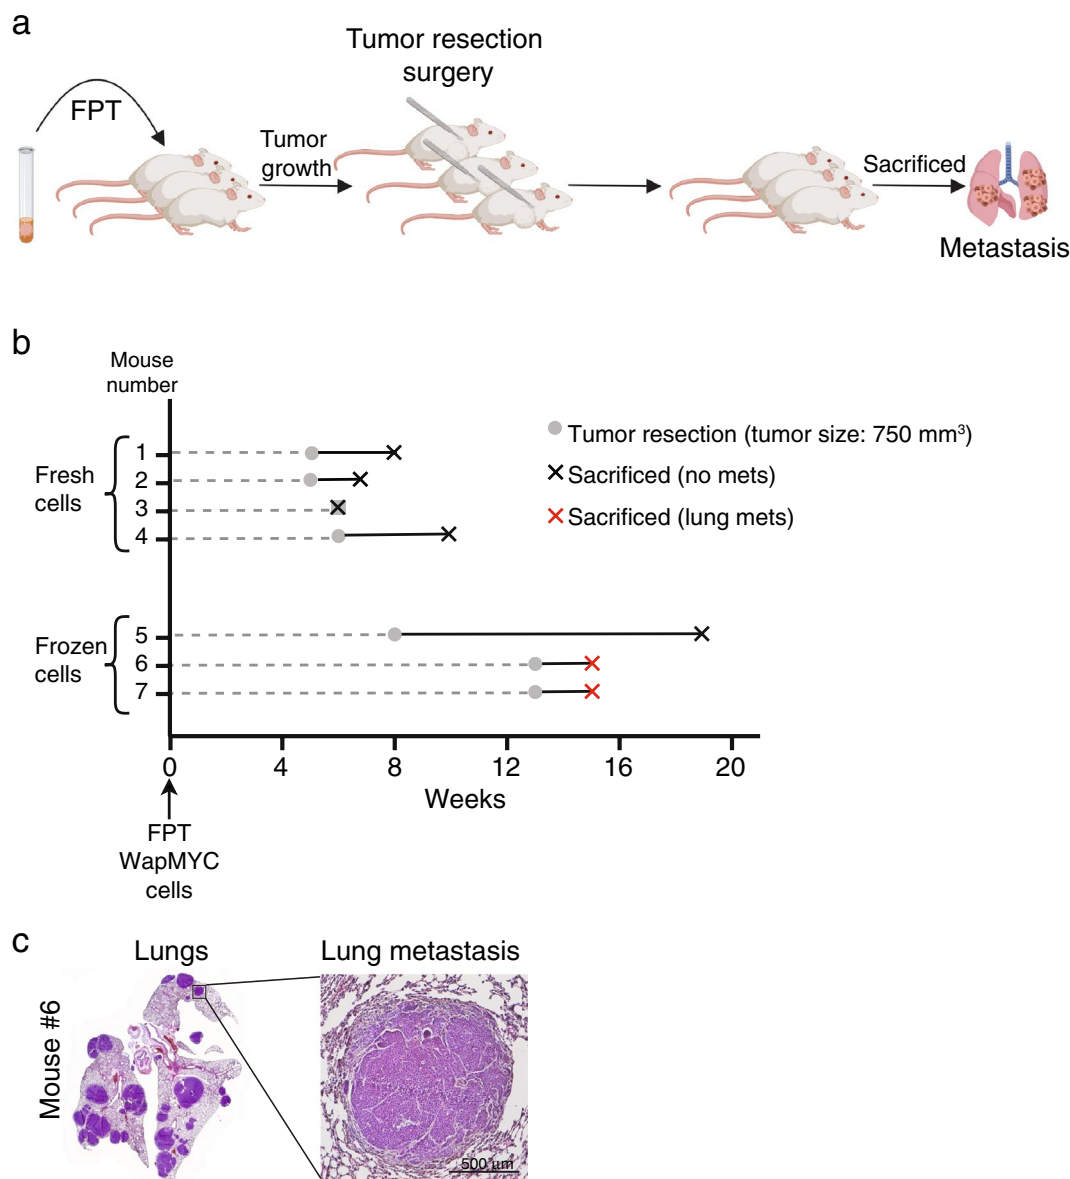 a
Tumor resection
surgery
FPT
Tumor
growth
Sacrificed
Metastasis
b
Mouse
number
Fresh
cells
1
2
3
4
Frozen
cells
5
6
7
Tumor resection (tumor size: 750 mm³)
Sacrificed (no mets)
Sacrificed (lung mets)
0 4 8 12 16 20
Weeks
FPT
WapMYC
cells
c
Lungs
Lung metastasis
Mouse #6
500 µm